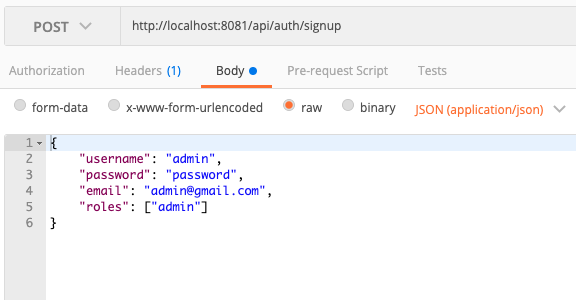 POST http://localhost:8081/api/auth/signup
Authorization Headers (1) Body Pre-request Script Tests
form-data x-www-form-urlencoded raw binary JSON (application/json)
1 {
2 "username": "admin",
3 "password": "password",
4 "email": "admin@gmail.com",
5 "roles": ["admin"]
6 }